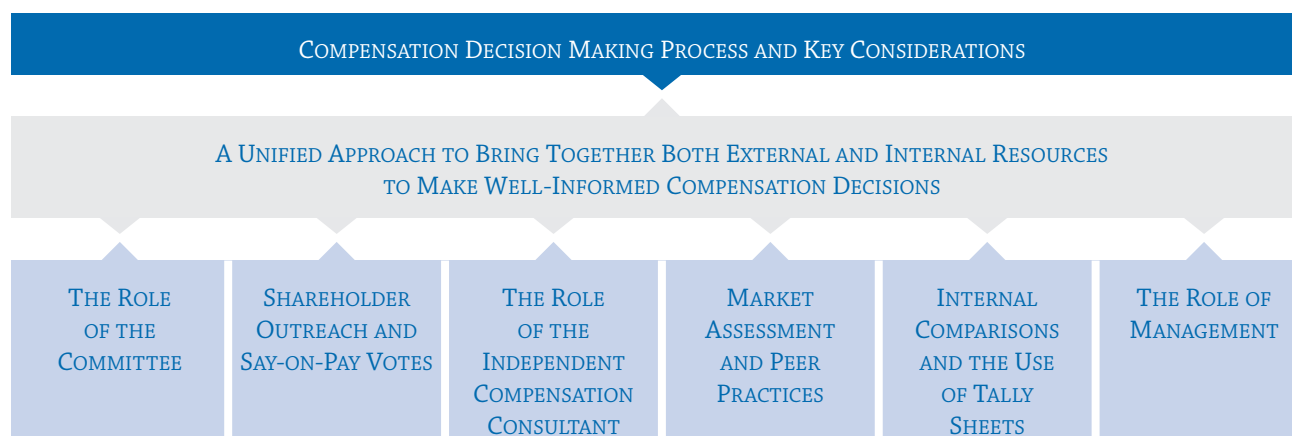 Compensation Decision Making Process and Key Considerations
A Unified Approach to Bring Together Both External and Internal Resources
to Make Well-Informed Compensation Decisions
The Role
of the
Committee
Shareholder
Outreach and
Say-on-Pay Votes
The Role
of the
Independent
Compensation
Consultant
Market
Assessment
and Peer
Practices
Internal
Comparisons
and the Use
of Tally
Sheets
The Role of
Management